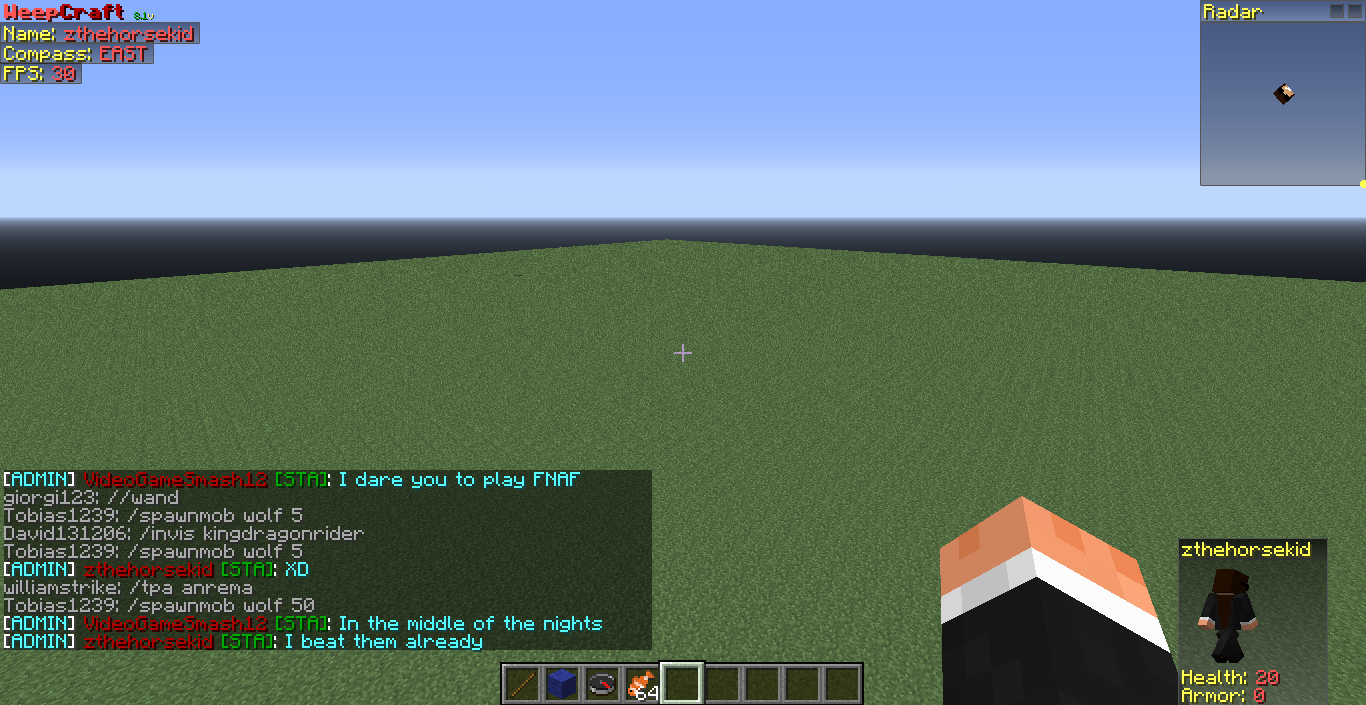 WeepCraft 8.1v
Name: zthehorsekid
Compass: EAST
FPS: 30
Radar
[ADMIN] VideoGameSmash12 [STA]: I dare you to play FNAF
giorgi123: //wand
Tobias1239: /spawnmob wolf 5
David131206: /invis kingdragonrider
Tobias1239: /spawnmob wolf 5
[ADMIN] zthehorsekid [STA]: XD
williamstrike: /tpa anrema
Tobias1239: /spawnmob wolf 50
[ADMIN] VideoGameSmash12 [STA]: In the middle of the nights
[ADMIN] zthehorsekid [STA]: I beat them already
64
zthehorsekid
Health: 20
Armor: 0